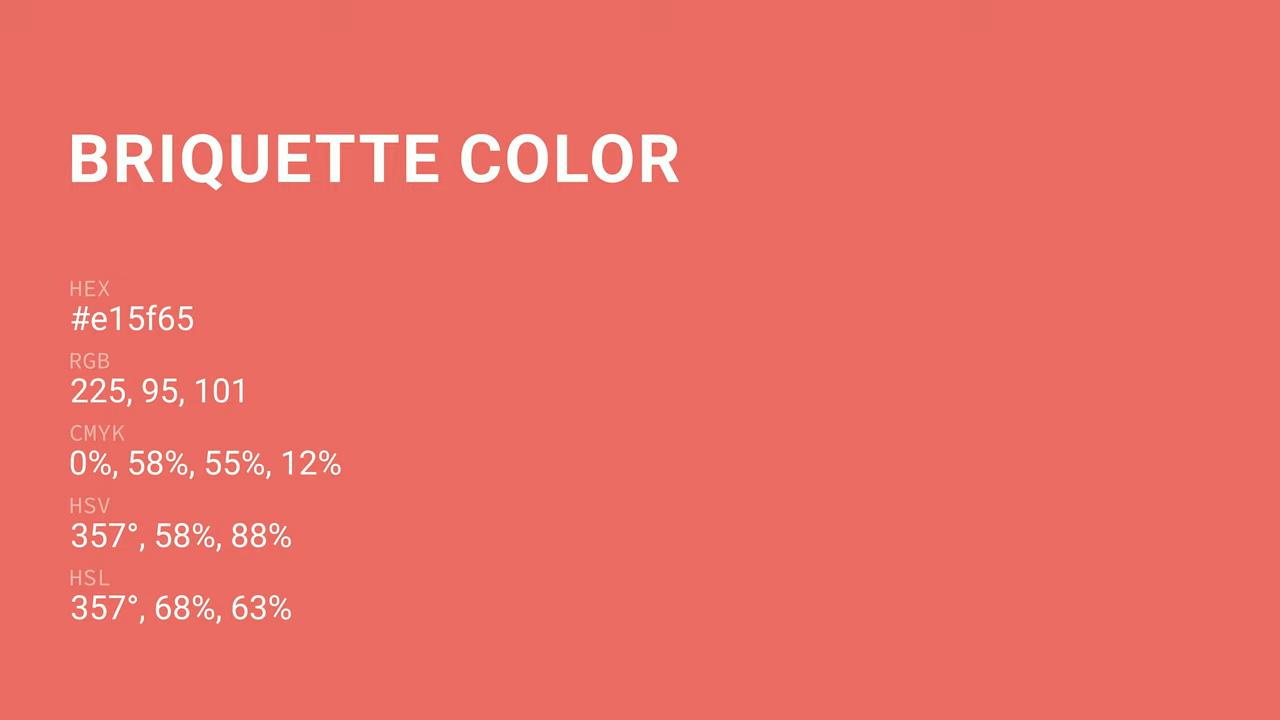 BRIQUETTE COLOR
HEX
#e15f65
RGB
225, 95, 101
CMYK
0%, 58%, 55%, 12%
HSV
357°, 58%, 88%
HSL
357°, 68%, 63%